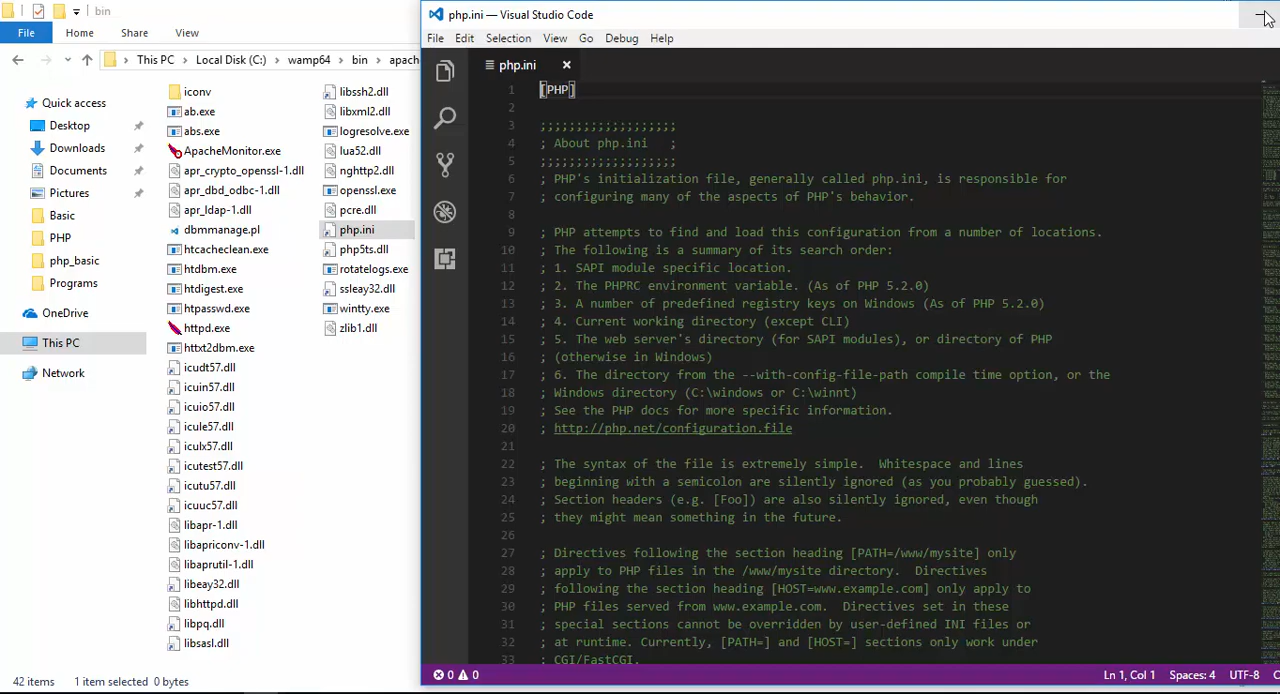 bin
File
Home
Share
View
This PC
Local Disk (C:)
wamp64
bin
apach
Quick access
Desktop
Downloads
Documents
Pictures
Basic
PHP
php_basic
Programs
OneDrive
This PC
Network
iconv
ab.exe
abs.exe
ApacheMonitor.exe
apr_crypto_openssl-1.dll
apr_dbd_odbc-1.dll
apr_ldap-1.dll
dbmmanage.pl
htcacheclean.exe
htdbm.exe
htdigest.exe
htpasswd.exe
httpd.exe
httxt2dbm.exe
icudt57.dll
icuin57.dll
icuio57.dll
icule57.dll
iculx57.dll
icutest57.dll
icutu57.dll
icuuc57.dll
libapr-1.dll
libapriconv-1.dll
libaprutil-1.dll
libeay32.dll
libhttpd.dll
libpq.dll
libsasl.dll
libssh2.dll
libxml2.dll
logresolve.exe
lua52.dll
nghttp2.dll
openssl.exe
pcre.dll
php.ini
php5ts.dll
rotatelogs.exe
ssleay32.dll
wintty.exe
zlib1.dll
42 items
1 item selected 0 bytes
php.ini — Visual Studio Code
File Edit Selection View Go Debug Help
php.ini
1 [PHP]
2
3 ;;;;;;;;;;;;;;;;;;;
4 ; About php.ini   ;
5 ;;;;;;;;;;;;;;;;;;;
6 ; PHP's initialization file, generally called php.ini, is responsible for
7 ; configuring many of the aspects of PHP's behavior.
8
9 ; PHP attempts to find and load this configuration from a number of locations.
10 ; The following is a summary of its search order:
11 ; 1. SAPI module specific location.
12 ; 2. The PHPRC environment variable. (As of PHP 5.2.0)
13 ; 3. A number of predefined registry keys on Windows (As of PHP 5.2.0)
14 ; 4. Current working directory (except CLI)
15 ; 5. The web server's directory (for SAPI modules), or directory of PHP
16 ; (otherwise in Windows)
17 ; 6. The directory from the --with-config-file-path compile time option, or the
18 ; Windows directory (C:\windows or C:\winnt)
19 ; See the PHP docs for more specific information.
20 ; http://php.net/configuration.file
21
22 ; The syntax of the file is extremely simple.  Whitespace and lines
23 ; beginning with a semicolon are silently ignored (as you probably guessed).
24 ; Section headers (e.g. [Foo]) are also silently ignored, even though
25 ; they might mean something in the future.
26
27 ; Directives following the section heading [PATH=/www/mysite] only
28 ; apply to PHP files in the /www/mysite directory.  Directives
29 ; following the section heading [HOST=www.example.com] only apply to
30 ; PHP files served from www.example.com.  Directives set in these
31 ; special sections cannot be overridden by user-defined INI files or
32 ; at runtime. Currently, [PATH=] and [HOST=] sections only work under
33 ; CGI/FastCGI.
0 0
Ln 1, Col 1 Spaces: 4 UTF-8 C